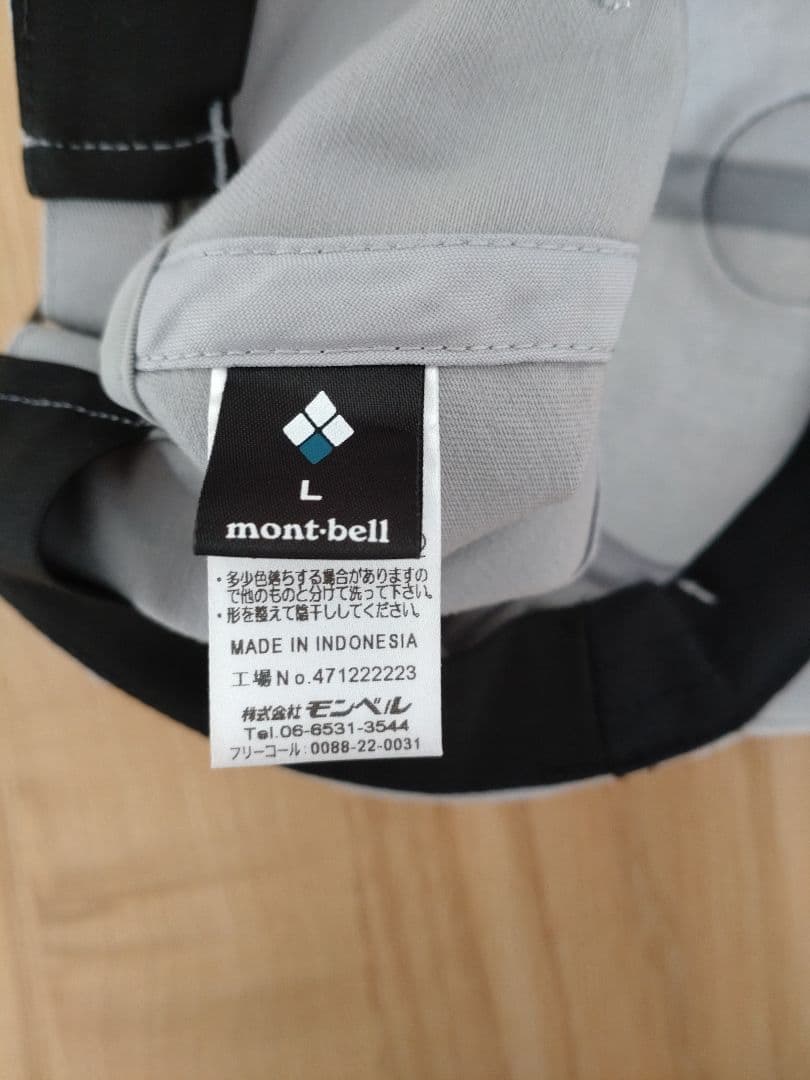 L
mont·bell
・多少色落ちする場合がありますの
で他のものと分けて洗って下さい。
・形を整えて陰干ししてください。
MADE IN INDONESIA
工場No.471222223
株式会社 モンベル
Tel.06-6531-3544
フリーコール:0088-22-0031